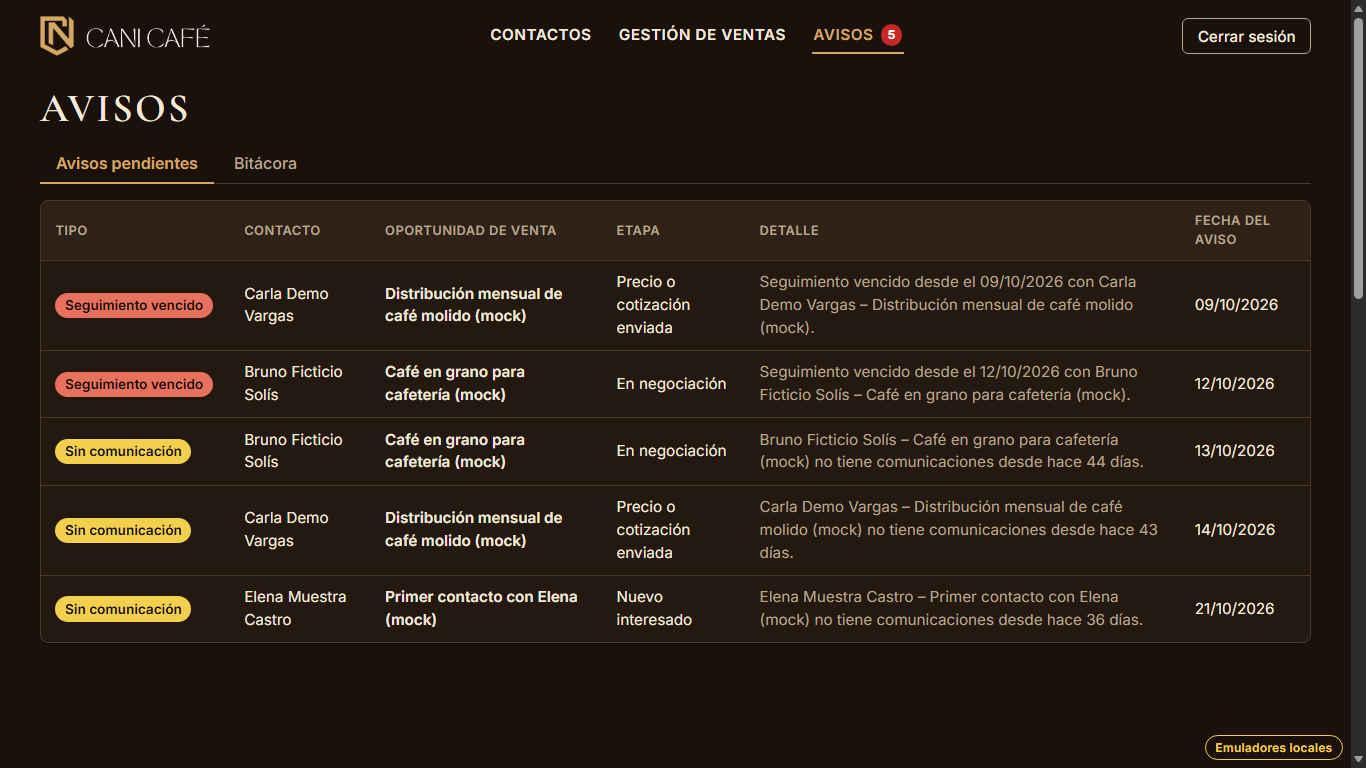 CANI CAFÉ
CONTACTOS
GESTIÓN DE VENTAS
AVISOS 5
Cerrar sesión
AVISOS
Avisos pendientes
Bitácora
TIPO
CONTACTO
OPORTUNIDAD DE VENTA
ETAPA
DETALLE
FECHA DEL
AVISO
Seguimiento vencido
Carla Demo
Vargas
Distribución mensual de
café molido (mock)
Precio o
cotización
enviada
Seguimiento vencido desde el 09/10/2026 con Carla
Demo Vargas – Distribución mensual de café molido
(mock).
09/10/2026
Seguimiento vencido
Bruno Ficticio
Solís
Café en grano para
cafetería (mock)
En negociación
Seguimiento vencido desde el 12/10/2026 con Bruno
Ficticio Solís – Café en grano para cafetería (mock).
12/10/2026
Sin comunicación
Bruno Ficticio
Solís
Café en grano para
cafetería (mock)
En negociación
Bruno Ficticio Solís – Café en grano para cafetería
(mock) no tiene comunicaciones desde hace 44 días.
13/10/2026
Sin comunicación
Carla Demo
Vargas
Distribución mensual de
café molido (mock)
Precio o
cotización
enviada
Carla Demo Vargas – Distribución mensual de café
molido (mock) no tiene comunicaciones desde hace 43
días.
14/10/2026
Sin comunicación
Elena Muestra
Castro
Primer contacto con Elena
(mock)
Nuevo
interesado
Elena Muestra Castro – Primer contacto con Elena
(mock) no tiene comunicaciones desde hace 36 días.
21/10/2026
Emuladores locales